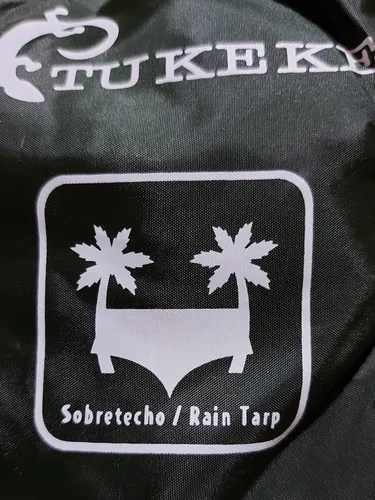 TUKEKE
Sobretecho / Rain Tarp